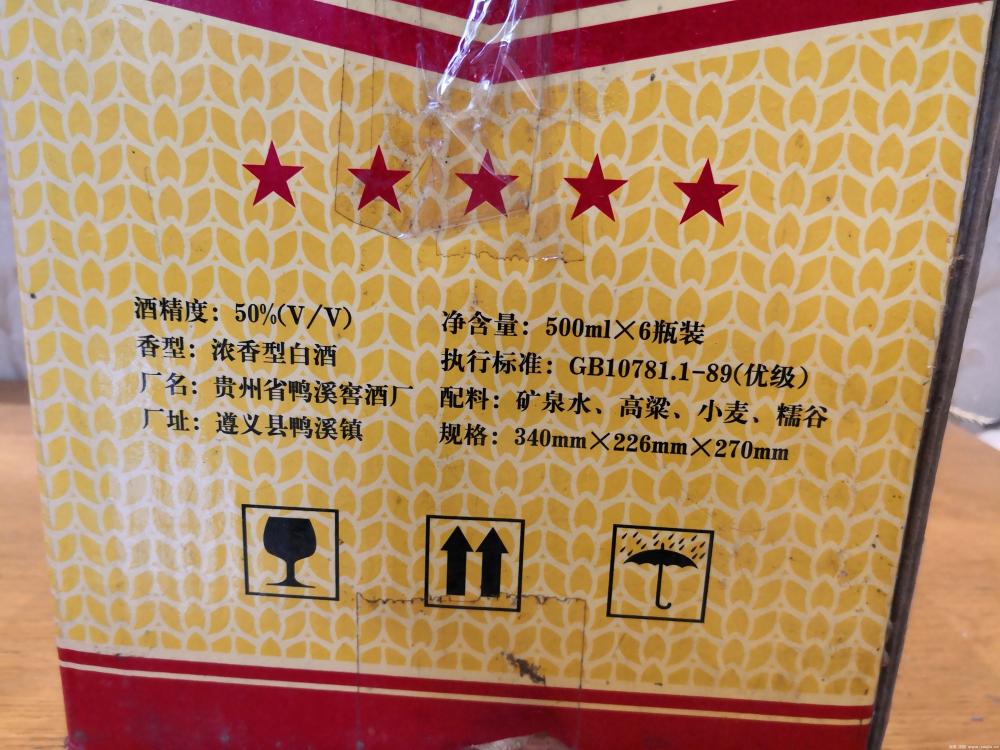 酒精度：50%(V/V)
香型：浓香型白酒
厂名：贵州省鸭溪窖酒厂
厂址：遵义县鸭溪镇
净含量：500ml×6瓶装
执行标准：GB10781.1-89(优级)
配料：矿泉水、高粱、小麦、糯谷
规格：340mm×226mm×270mm